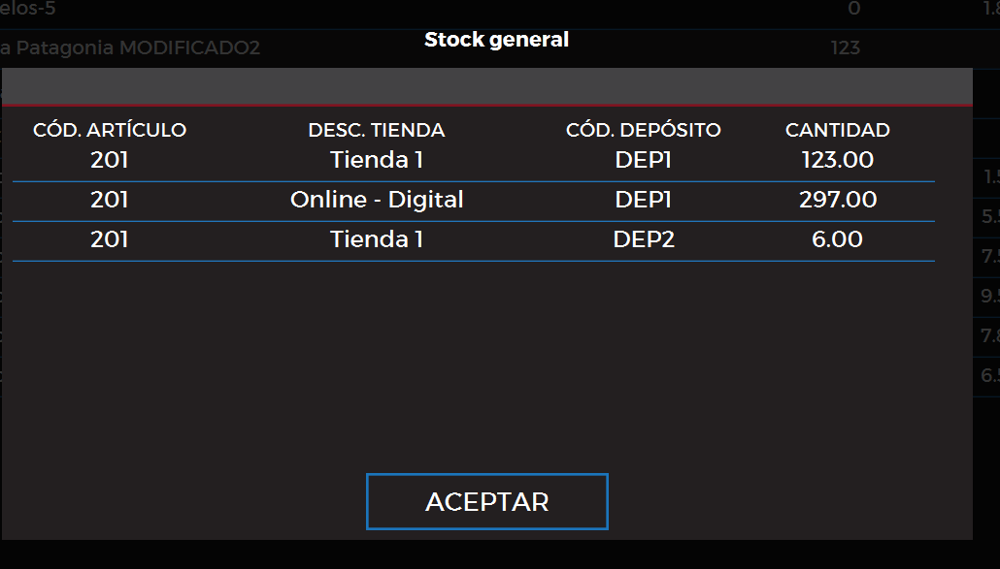 elos-5 0 1.8
a Patagonia MODIFICADO2 123
Stock general
CÓD. ARTÍCULO DESC. TIENDA CÓD. DEPÓSITO CANTIDAD
201 Tienda 1 DEP1 123.00
1.5
201 Online - Digital DEP1 297.00
5.5
201 Tienda 1 DEP2 6.00
7.5
9.5
7.8
6.5
ACEPTAR